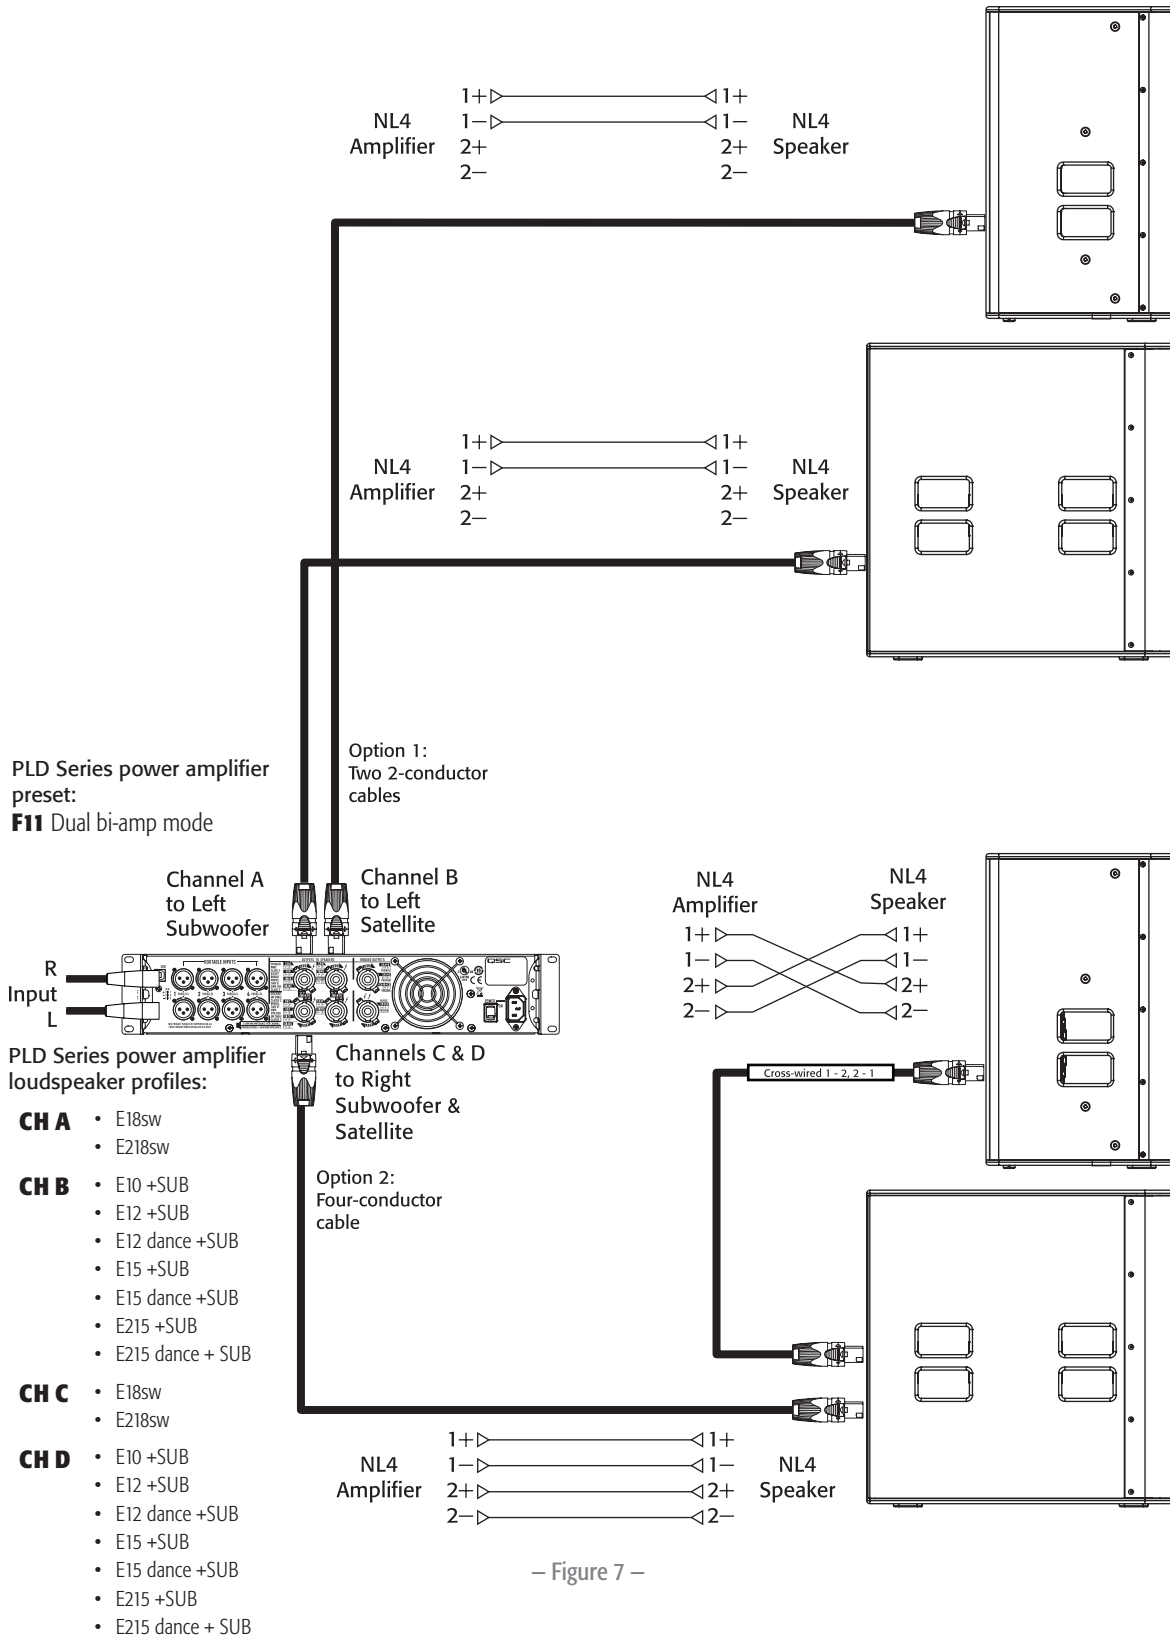 1+ 1+
NL4 1− 1− NL4
Amplifier 2+ 2+ Speaker
2− 2−
1+ 1+
NL4 1− 1− NL4
Amplifier 2+ 2+ Speaker
2− 2−
Option 1:
Two 2-conductor
cables
PLD Series power amplifier
preset:
F11 Dual bi-amp mode
Channel A
to Left
Subwoofer
Channel B
to Left
Satellite
NL4
Amplifier
NL4
Speaker
1+ 1+
1− 1−
2+ 2+
2− 2−
R
Input
L
ROUTABLE INPUTS
OUTPUTS TO SPEAKERS
QSC
Cross-wired 1 - 2, 2 - 1
Channels C & D
to Right
Subwoofer &
Satellite
Option 2:
Four-conductor
cable
PLD Series power amplifier
loudspeaker profiles:
CH A • E18sw
• E218sw
CH B • E10 +SUB
• E12 +SUB
• E12 dance +SUB
• E15 +SUB
• E15 dance +SUB
• E215 +SUB
• E215 dance + SUB
CH C • E18sw
• E218sw
CH D • E10 +SUB
• E12 +SUB
• E12 dance +SUB
• E15 +SUB
• E15 dance +SUB
• E215 +SUB
• E215 dance + SUB
1+ 1+
NL4 1− 1− NL4
Amplifier 2+ 2+ Speaker
2− 2−
– Figure 7 –